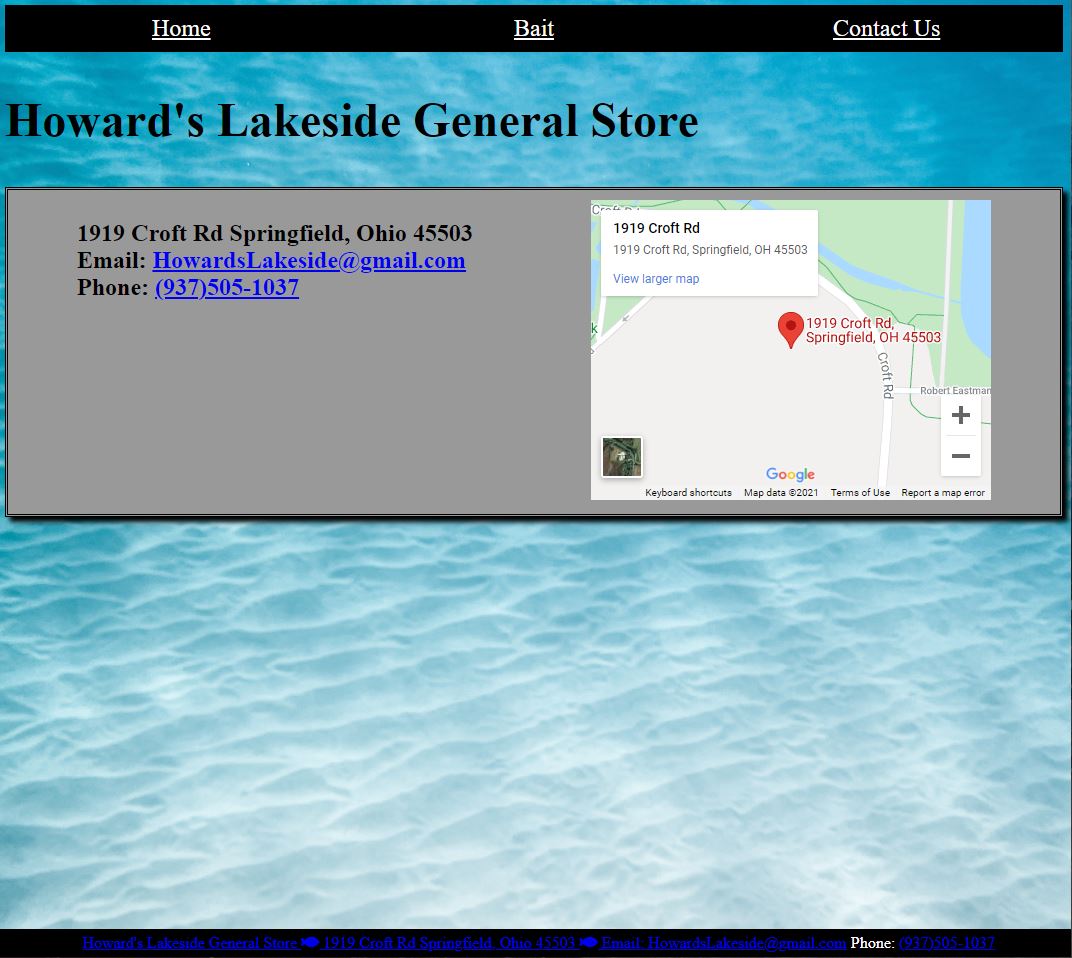 Home Bait Contact Us
Howard's Lakeside General Store
1919 Croft Rd Springfield, Ohio 45503
Email: HowardsLakeside@gmail.com
Phone: (937)505-1037
1919 Croft Rd
1919 Croft Rd, Springfield, OH 45503
View larger map
k
1919 Croft Rd,
Springfield, OH 45503
Croft Rd
Robert Eastman
Google
Keyboard shortcuts Map data ©2021 Terms of Use Report a map error
Howard's Lakeside General Store 1919 Croft Rd Springfield, Ohio 45503 Email: HowardsLakeside@gmail.com Phone: (937)505-1037